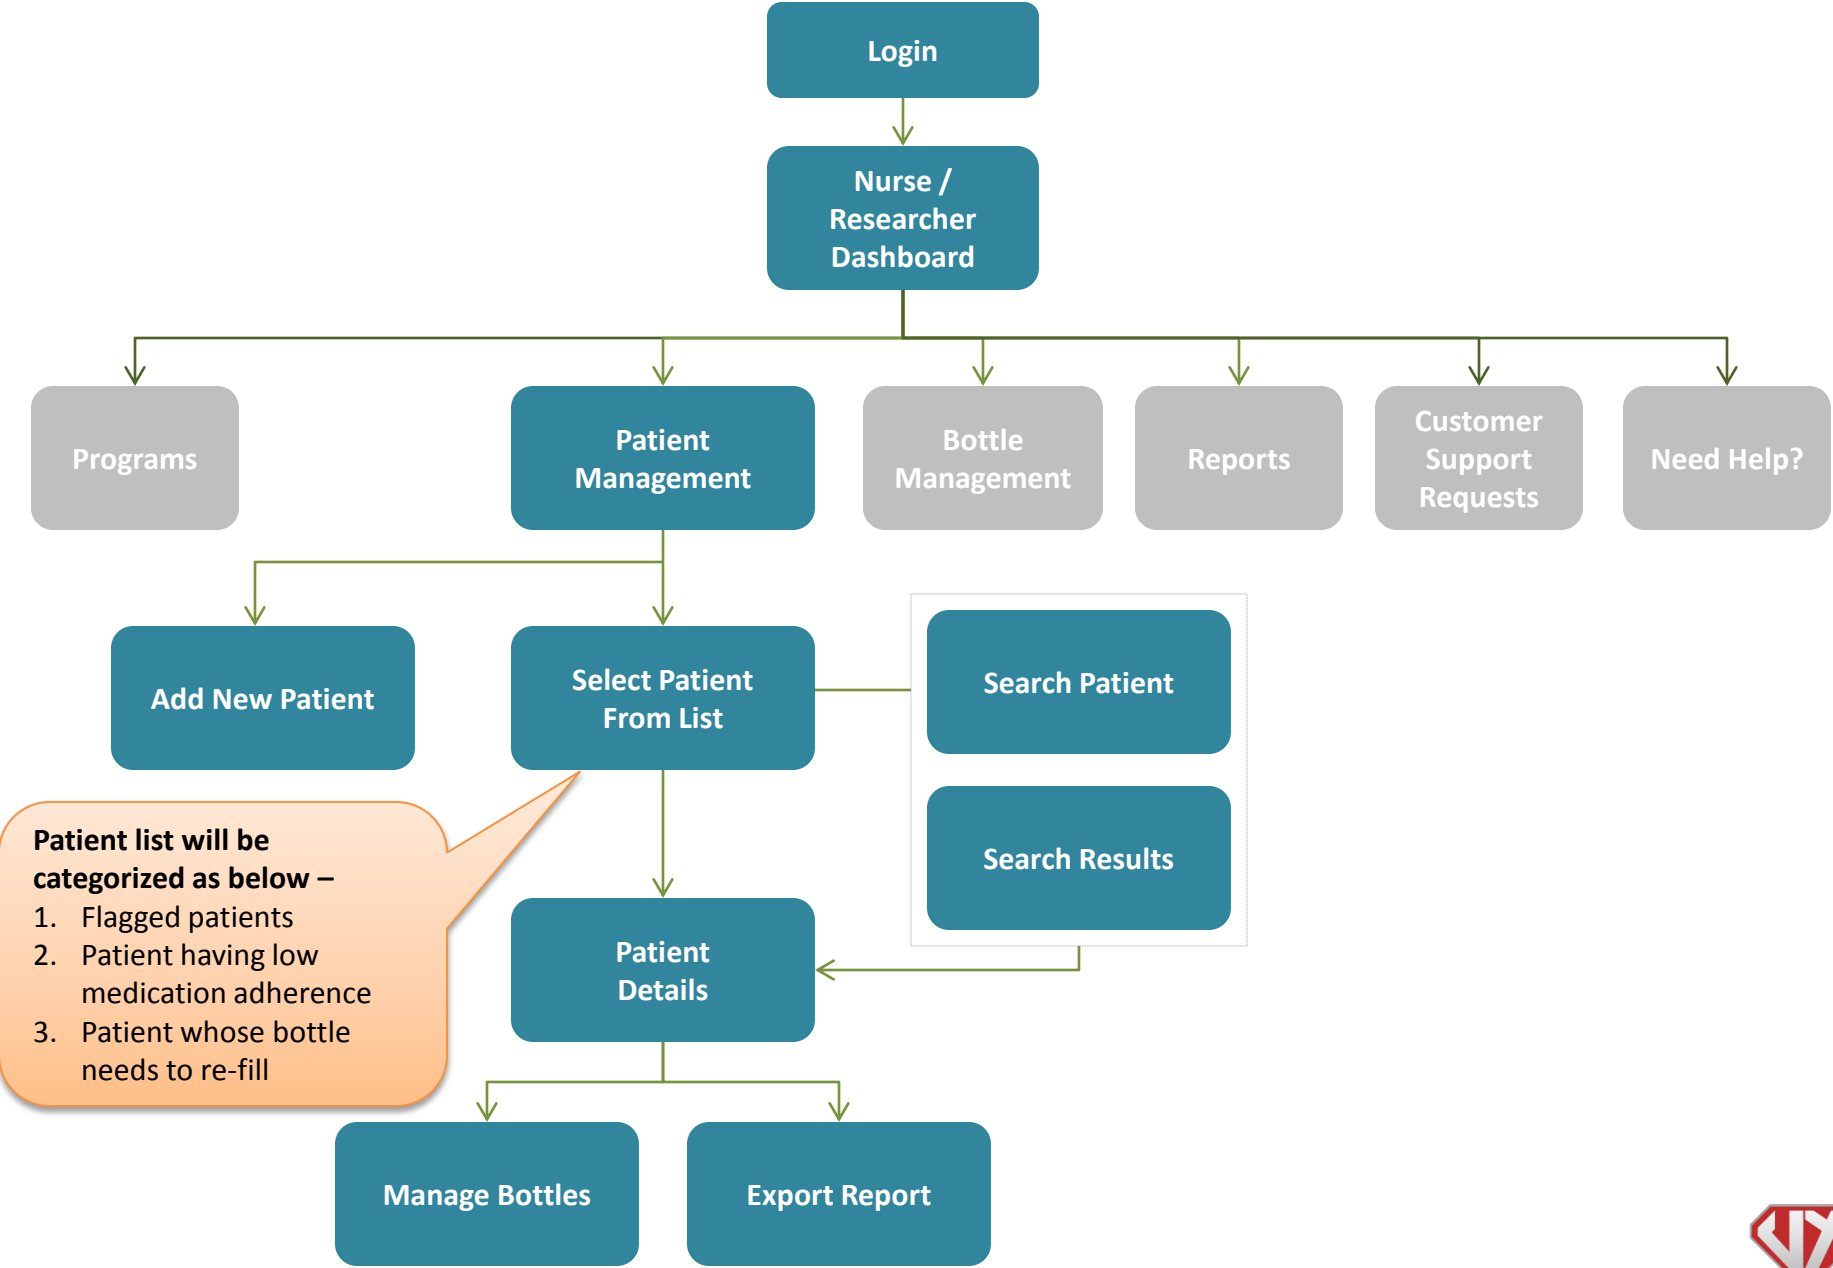 Login
Nurse /
Researcher
Dashboard
Programs
Patient
Management
Bottle
Management
Reports
Customer
Support
Requests
Need Help?
Add New Patient
Select Patient
From List
Search Patient
Search Results
Patient list will be
categorized as below –
1. Flagged patients
2. Patient having low
medication adherence
3. Patient whose bottle
needs to re-fill
Patient
Details
Manage Bottles
Export Report
UX